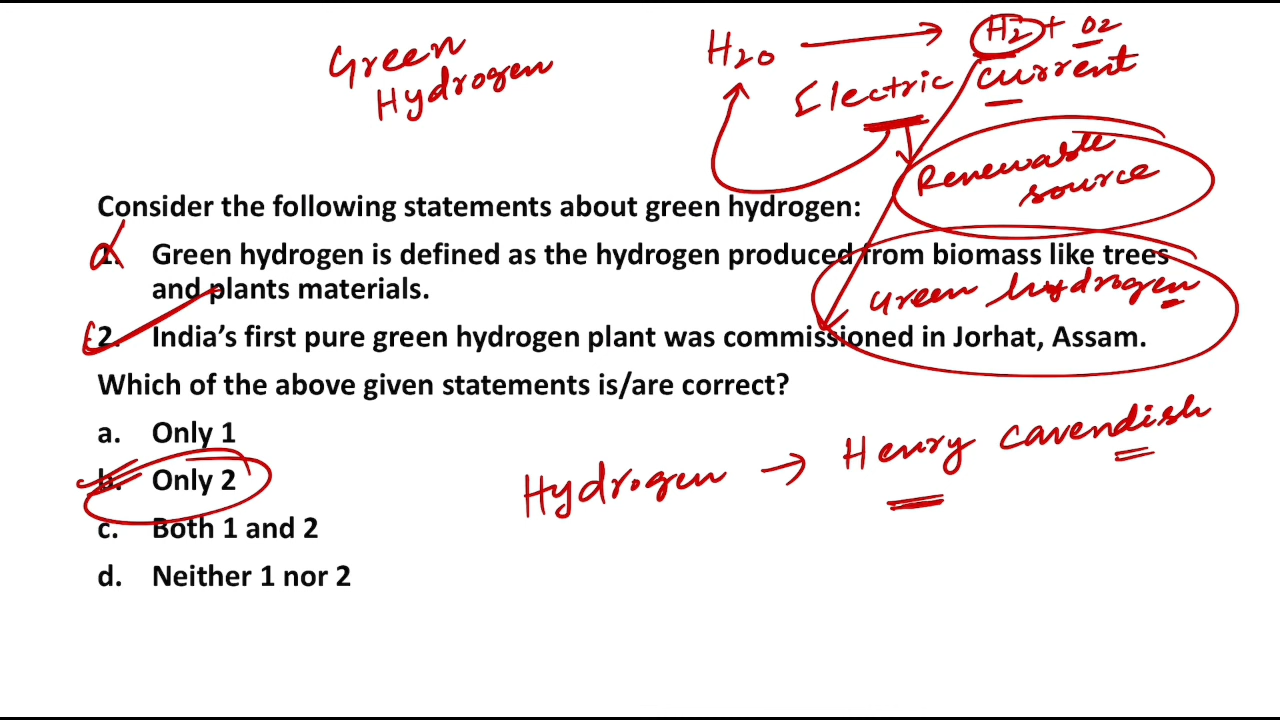 Green
Hydrogen
H2O → H2 + O2
Electric current
Renewable
source
Consider the following statements about green hydrogen:
1. Green hydrogen is defined as the hydrogen produced from biomass like trees
and plants materials.
Green hydrogen
2. India's first pure green hydrogen plant was commissioned in Jorhat, Assam.
Which of the above given statements is/are correct?
a. Only 1
b. Only 2
Hydrogen → Henry Cavendish
c. Both 1 and 2
d. Neither 1 nor 2